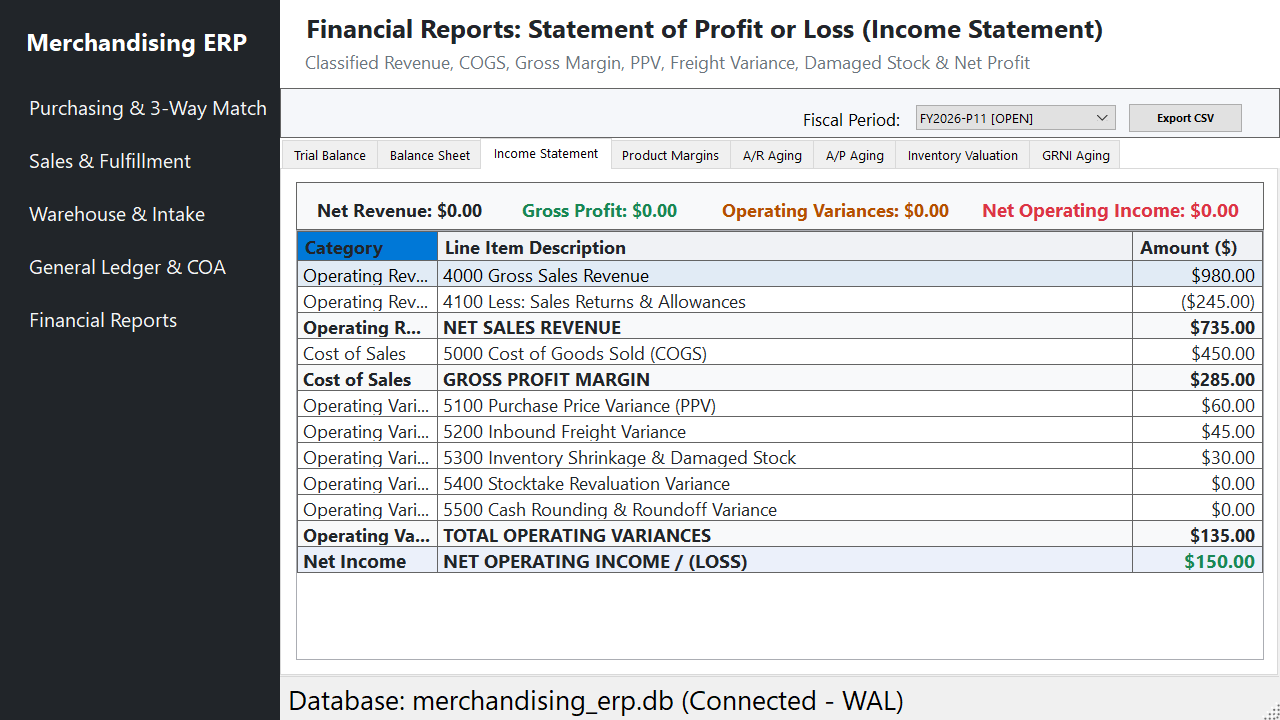 Merchandising ERP
Purchasing & 3-Way Match
Sales & Fulfillment
Warehouse & Intake
General Ledger & COA
Financial Reports
Financial Reports: Statement of Profit or Loss (Income Statement)
Classified Revenue, COGS, Gross Margin, PPV, Freight Variance, Damaged Stock & Net Profit
Fiscal Period: FY2026-P11 [OPEN] Export CSV
Trial Balance Balance Sheet Income Statement Product Margins A/R Aging A/P Aging Inventory Valuation GRNI Aging
Net Revenue: $0.00 Gross Profit: $0.00 Operating Variances: $0.00 Net Operating Income: $0.00
Category Line Item Description Amount ($)
Operating Rev... 4000 Gross Sales Revenue $980.00
Operating Rev... 4100 Less: Sales Returns & Allowances ($245.00)
Operating R... NET SALES REVENUE $735.00
Cost of Sales 5000 Cost of Goods Sold (COGS) $450.00
Cost of Sales GROSS PROFIT MARGIN $285.00
Operating Vari... 5100 Purchase Price Variance (PPV) $60.00
Operating Vari... 5200 Inbound Freight Variance $45.00
Operating Vari... 5300 Inventory Shrinkage & Damaged Stock $30.00
Operating Vari... 5400 Stocktake Revaluation Variance $0.00
Operating Vari... 5500 Cash Rounding & Roundoff Variance $0.00
Operating Va... TOTAL OPERATING VARIANCES $135.00
Net Income NET OPERATING INCOME / (LOSS) $150.00
Database: merchandising_erp.db (Connected - WAL)